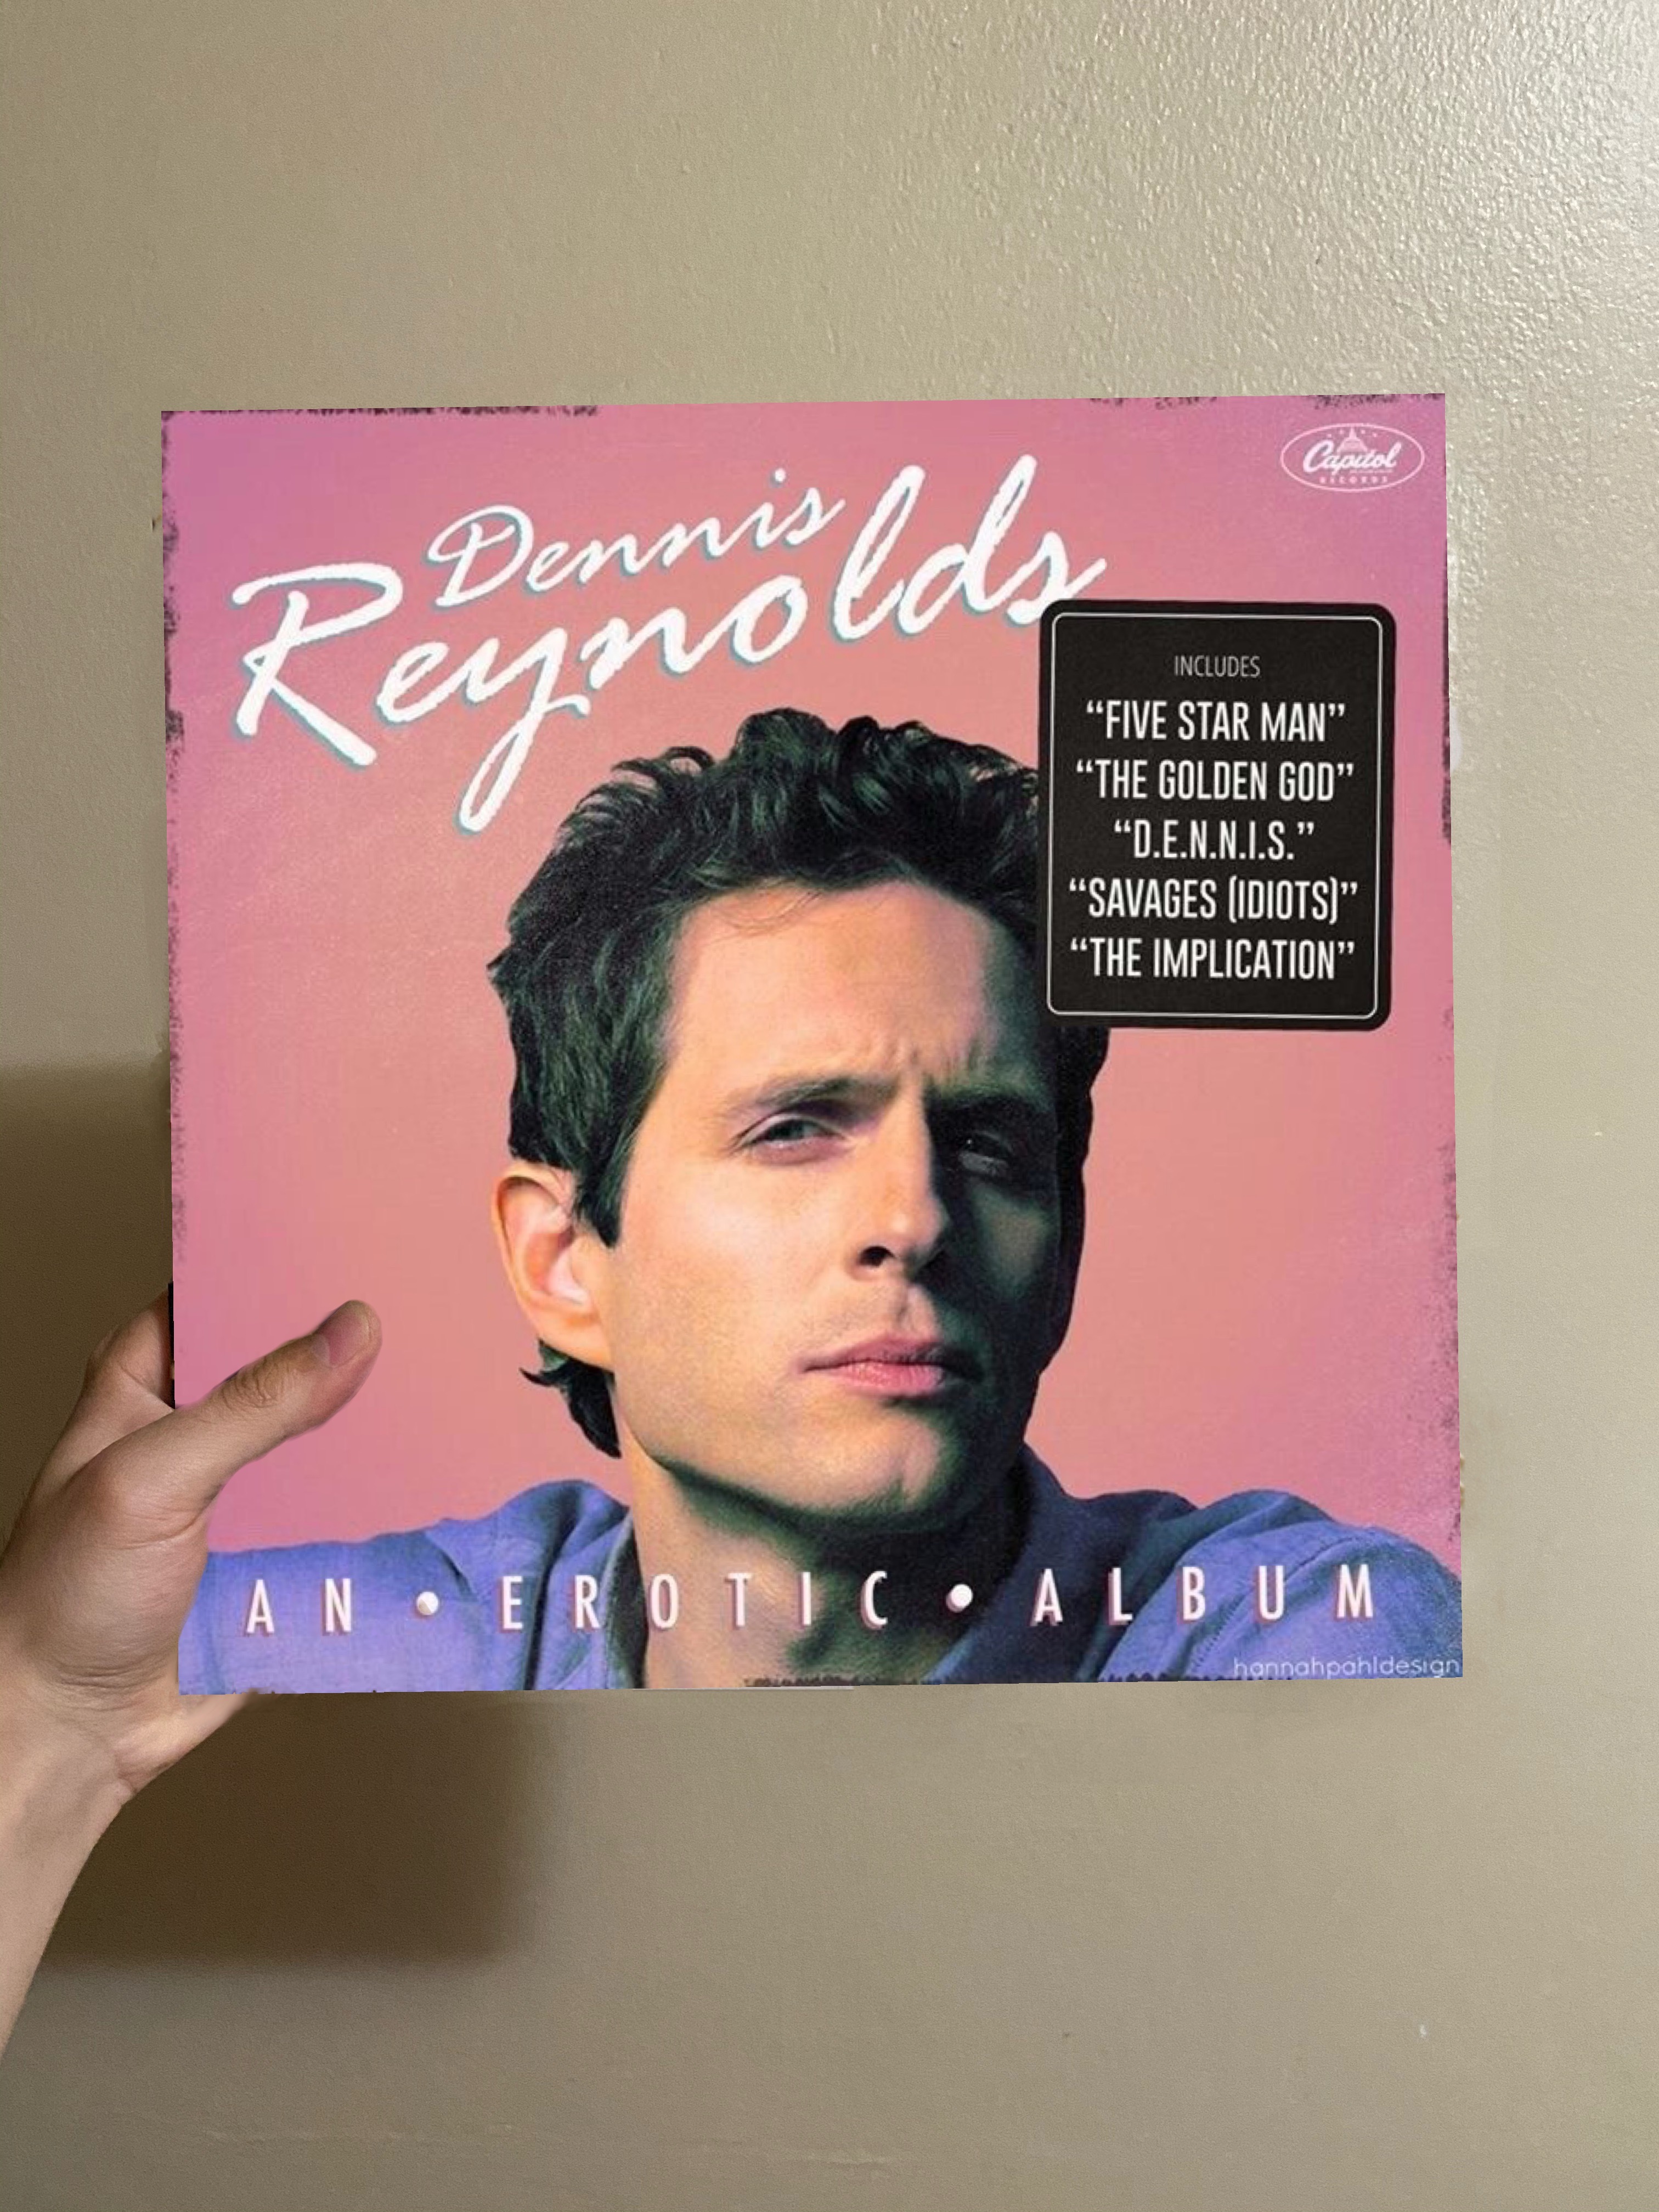 Dennis
Reynolds
Capitol
RECORDS
INCLUDES
“FIVE STAR MAN”
“THE GOLDEN GOD”
“D.E.N.N.I.S.”
“SAVAGES (IDIOTS)”
“THE IMPLICATION”
AN • EROTIC • ALBUM
hannahpahldesign